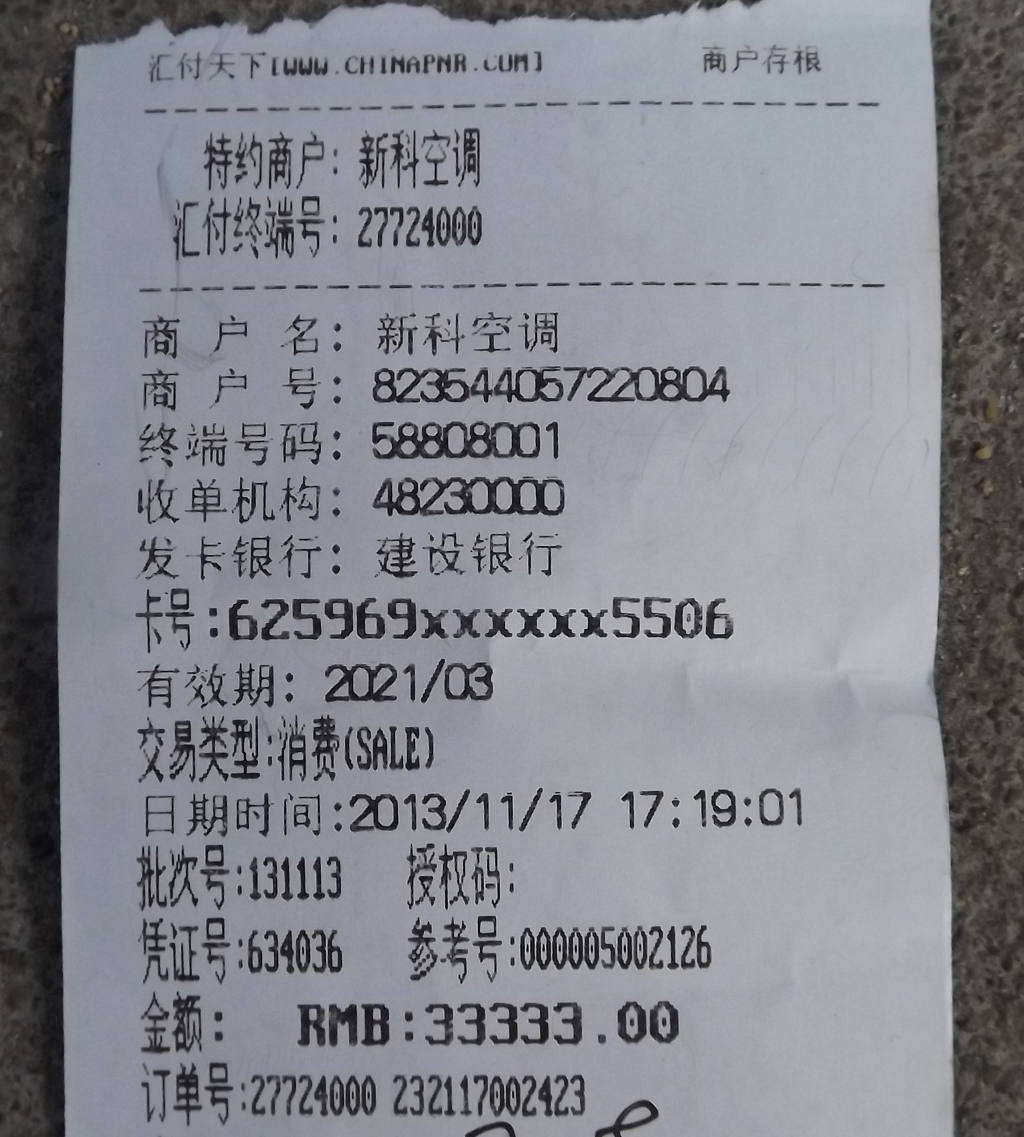 汇付天下[WWW.CHINAPNR.COM] 商户存根
特约商户: 新科空调
汇付终端号: 27724000
商 户 名: 新科空调
商 户 号: 823544057220804
终端号码: 58808001
收单机构: 48230000
发卡银行: 建设银行
卡号:625969xxxxxx5506
有效期: 2021/03
交易类型:消费(SALE)
日期时间:2013/11/17 17:19:01
批次号:131113 授权码:
凭证号:634036 参考号:000005002126
金额: RMB:33333.00
订单号:27724000 232117002423